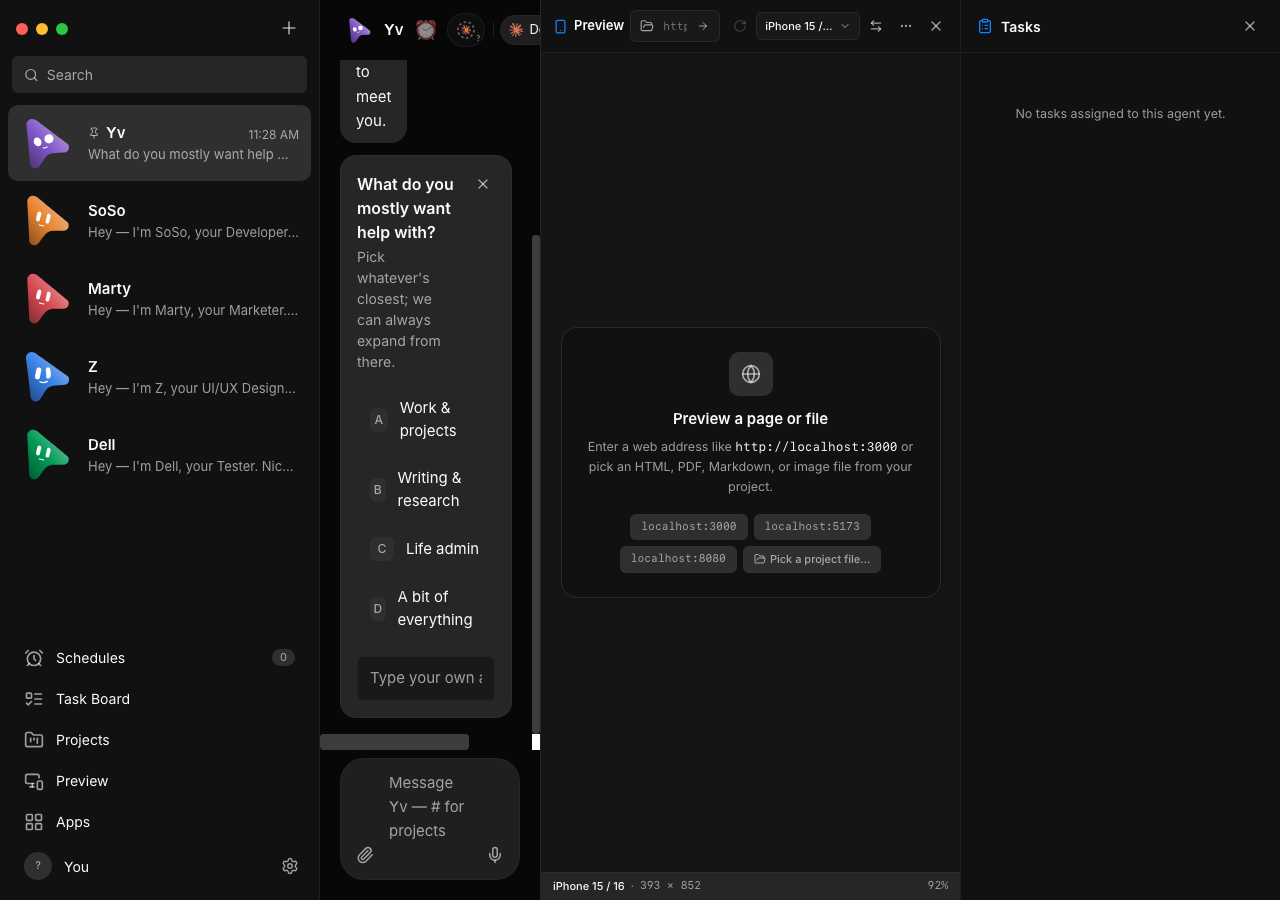 Search
Yv
11:28 AM
What do you mostly want help ...
SoSo
Hey — I'm SoSo, your Developer...
Marty
Hey — I'm Marty, your Marketer....
Z
Hey — I'm Z, your UI/UX Design...
Dell
Hey — I'm Dell, your Tester. Nic...
Schedules
0
Task Board
Projects
Preview
Apps
?
You
Yv
?
to
meet
you.
What do you
mostly want
help with?
Pick
whatever's
closest; we
can always
expand from
there.
A
Work &
projects
B
Writing &
research
C
Life admin
D
A bit of
everything
Type your own
Message
Yv — # for
projects
Preview
http
iPhone 15 /...
Preview a page or file
Enter a web address like http://localhost:3000 or
pick an HTML, PDF, Markdown, or image file from your
project.
localhost:3000
localhost:5173
localhost:8080
Pick a project file...
iPhone 15 / 16 · 393 × 852
92%
Tasks
No tasks assigned to this agent yet.